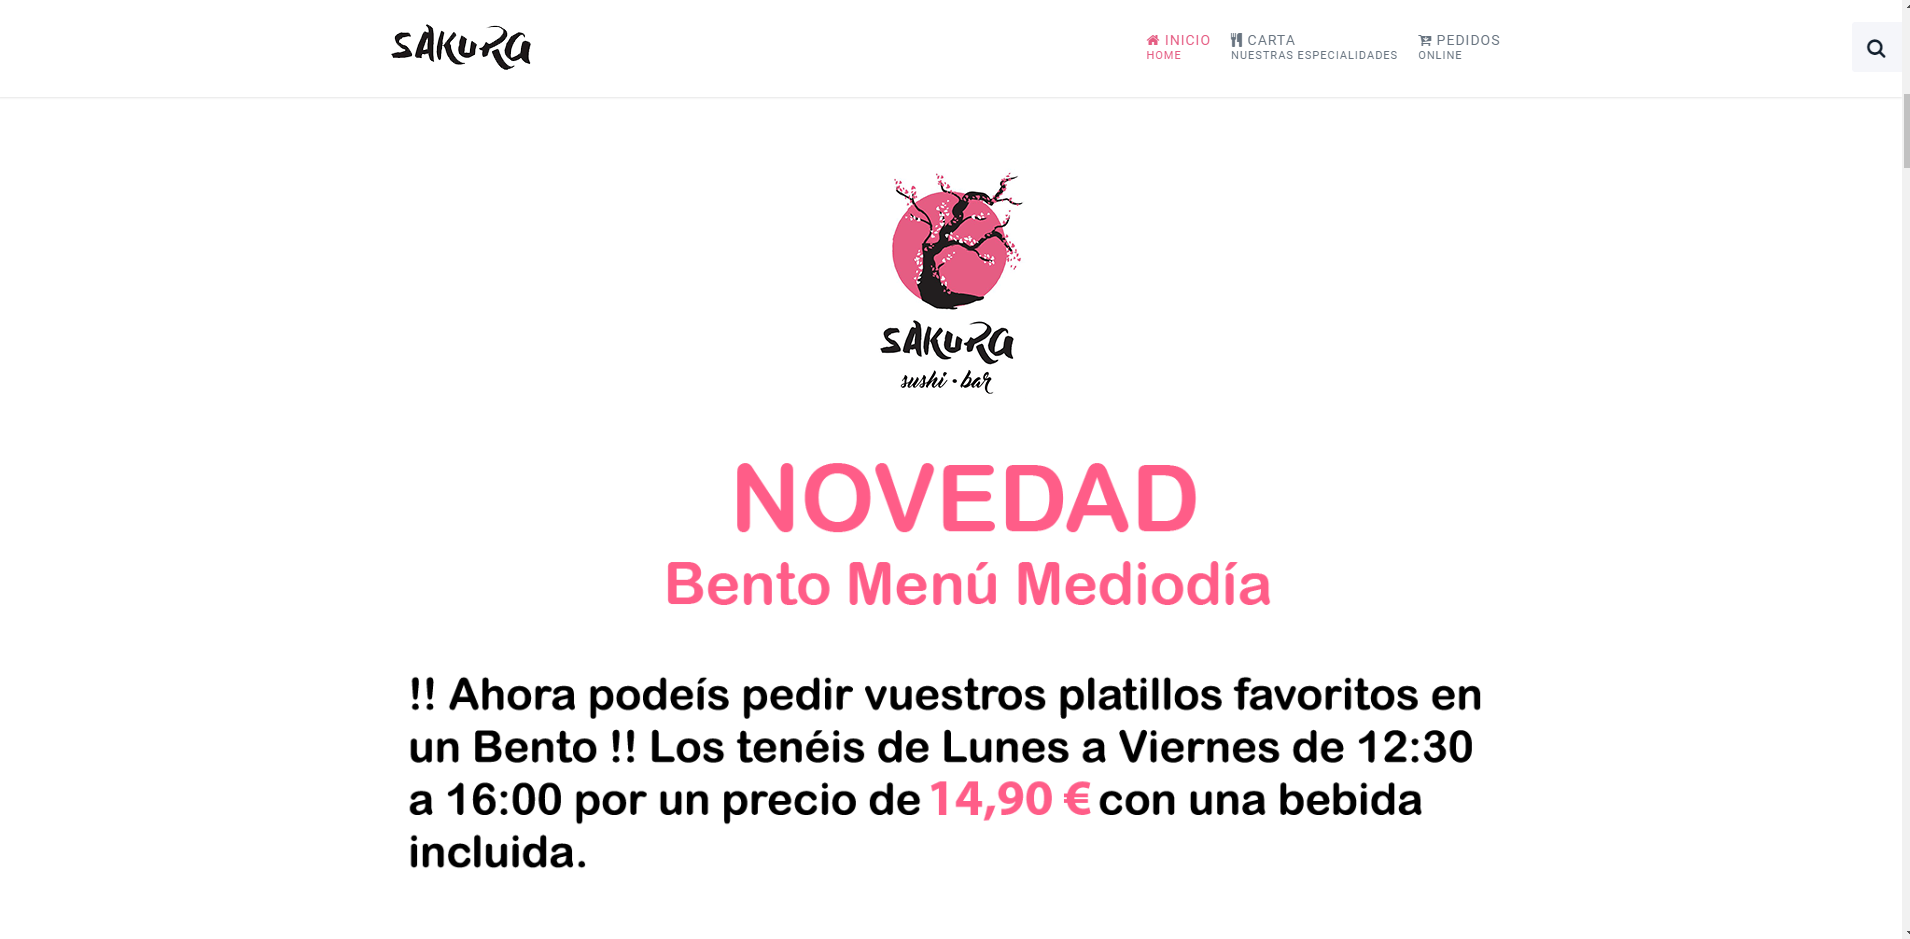 SAKURA
INICIO
HOME
CARTA
NUESTRAS ESPECIALIDADES
PEDIDOS
ONLINE
SAKURA
sushi • bar
NOVEDAD
Bento Menú Mediodía
!! Ahora podeís pedir vuestros platillos favoritos en
un Bento !! Los tenéis de Lunes a Viernes de 12:30
a 16:00 por un precio de 14,90 € con una bebida
incluida.